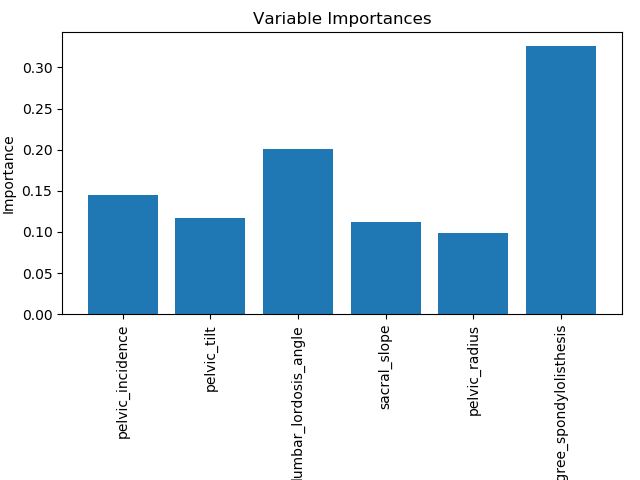 Variable Importances
Importance
0.30
0.25
0.20
0.15
0.10
0.05
0.00
pelvic_incidence
pelvic_tilt
lumbar_lordosis_angle
sacral_slope
pelvic_radius
gree_spondylolisthesis